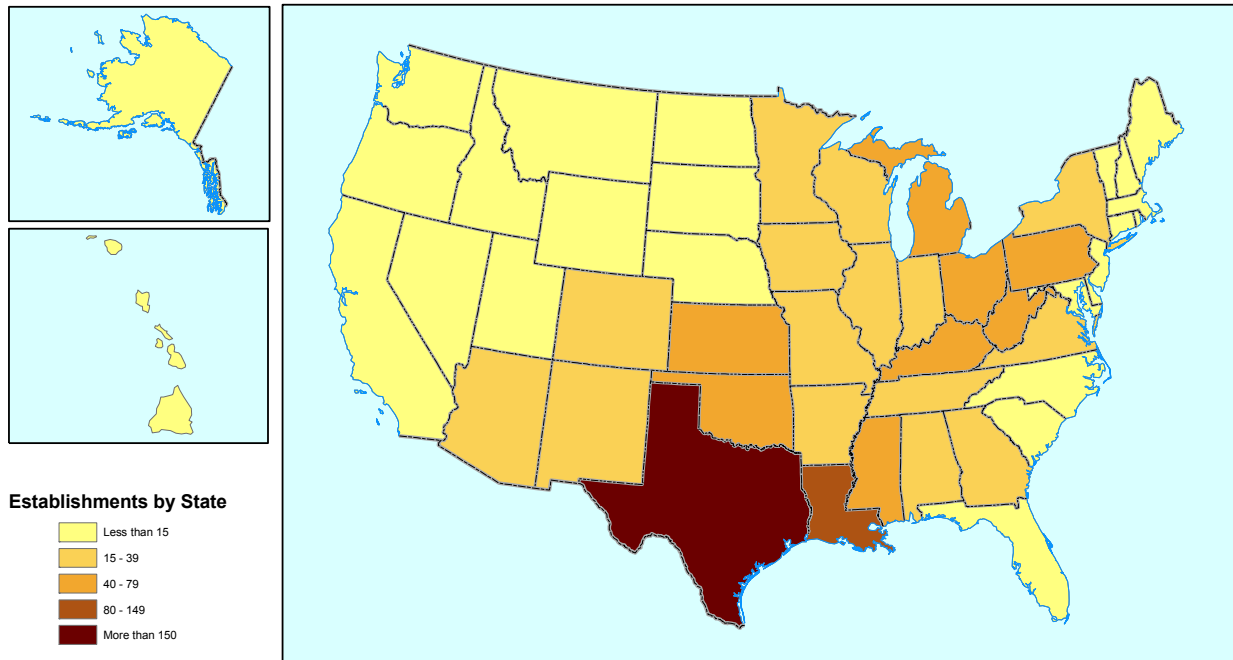 Establishments by State
Less than 15
15 - 39
40 - 79
80 - 149
More than 150